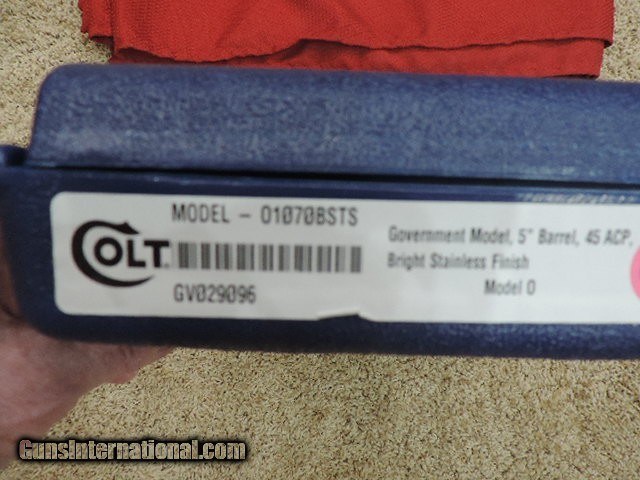 MODEL - O1070BSTS
COLT
GV029096
Government Model, 5" Barrel, 45 ACP,
Bright Stainless Finish
Model O
GunsInternational.com